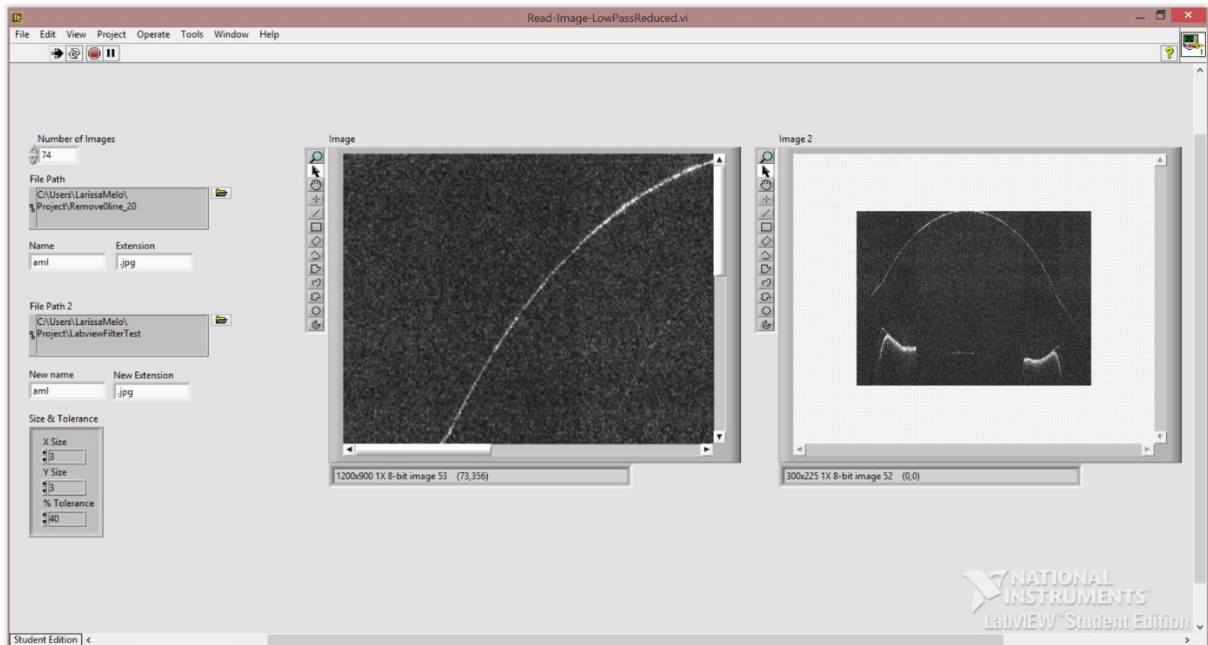 Read-Image-LowPassReduced.vi
File Edit View Project Operate Tools Window Help
Number of Images
74
File Path
C:\Users\LarissaMelo\
Project\Remove0line_20
Name Extension
aml .jpg
File Path 2
C:\Users\LarissaMelo\
Project\LabviewFilterTest
New name New Extension
aml .jpg
Size & Tolerance
X Size
3
Y Size
3
% Tolerance
40
Image
1200x900 1X 8-bit image 53 (73,356)
Image 2
300x225 1X 8-bit image 52 (0,0)
NATIONAL
INSTRUMENTS™
LabVIEW™ Student Edition
Student Edition